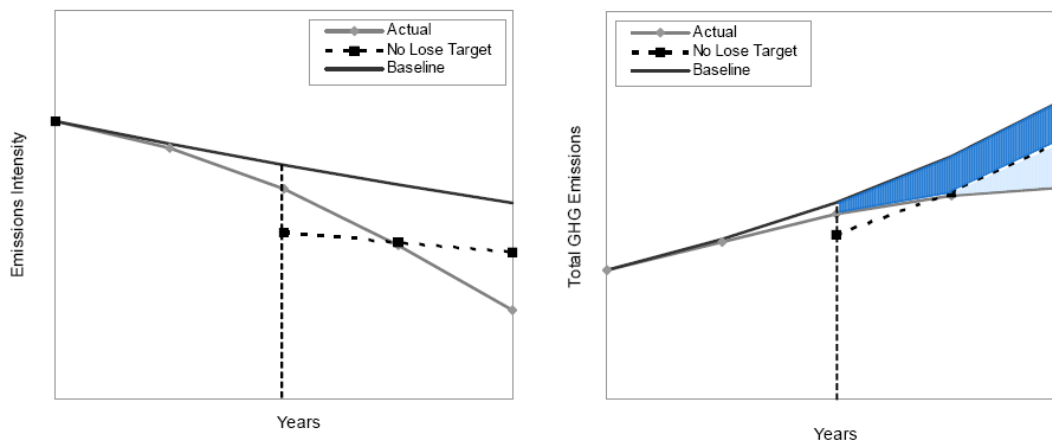 Actual
No Lose Target
Baseline
Emissions Intensity
Years
Actual
No Lose Target
Baseline
Total GHG Emissions
Years